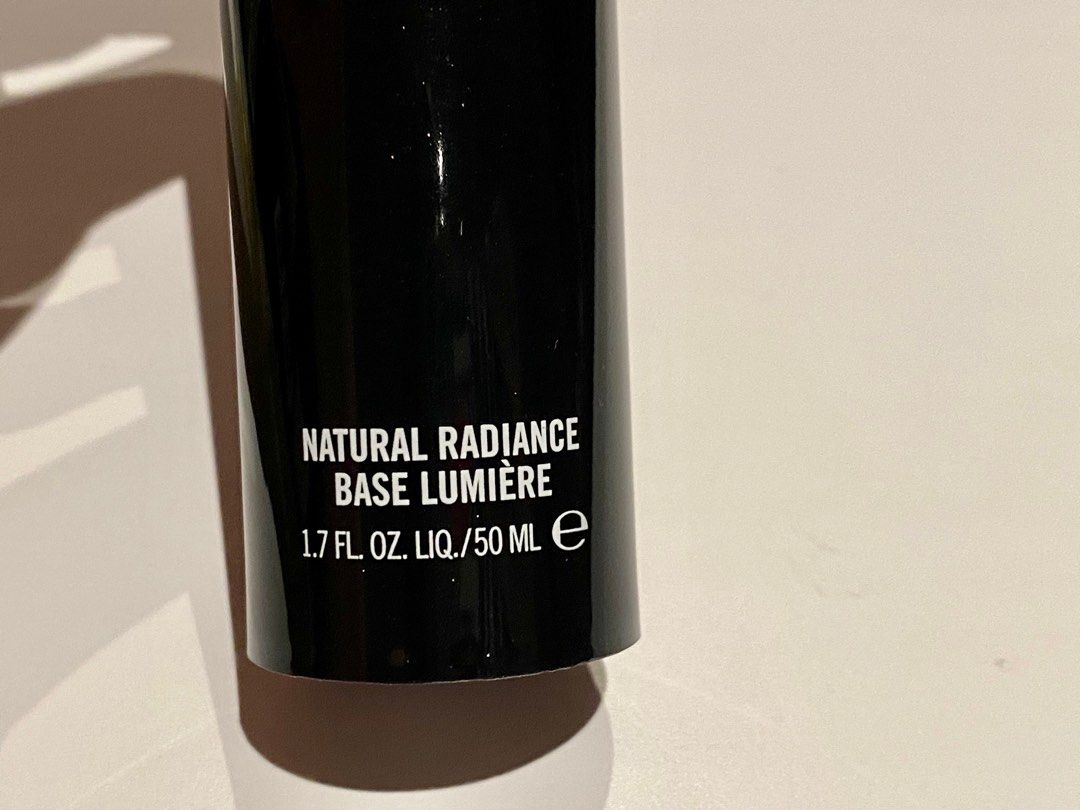 NATURAL RADIANCE
BASE LUMIÈRE
1.7 FL. OZ. LIQ./50 ML ℮